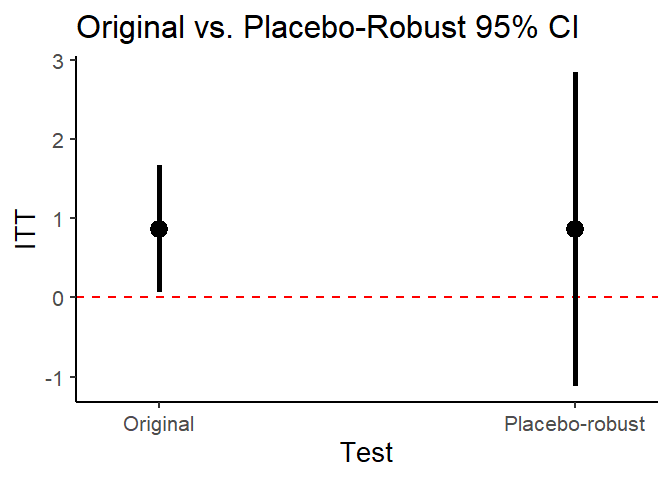 Original vs. Placebo-Robust 95% CI
3
2
1
0
-1
ITT
Original
Placebo-robust
Test